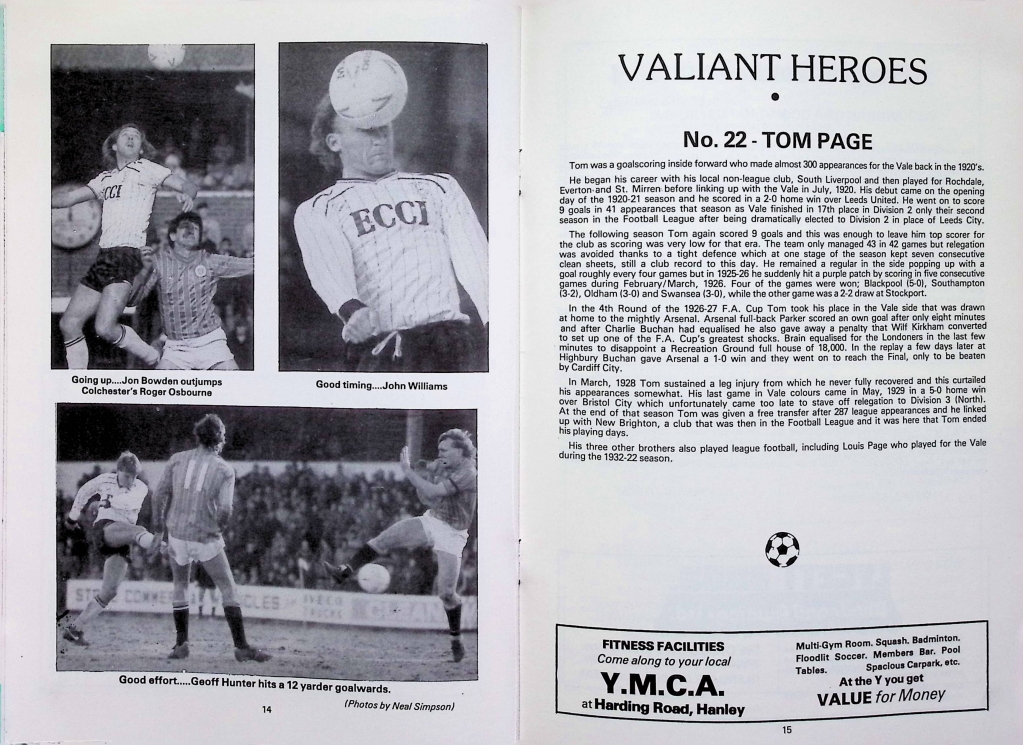 ECCI
ECCI
Going up....Jon Bowden outjumps
Colchester's Roger Osbourne
Good timing....John Williams
11
Good effort.....Geoff Hunter hits a 12 yarder goalwards.
(Photos by Neal Simpson)
14
VALIANT HEROES
No. 22 - TOM PAGE
Tom was a goalscoring inside forward who made almost 300 appearances for the Vale back in the 1920's.
He began his career with his local non-league club, South Liverpool and then played for Rochdale,
Everton and St. Mirren before linking up with the Vale in July, 1920. His debut came on the opening
day of the 1920-21 season and he scored in a 2-0 home win over Leeds United. He went on to score
9 goals in 41 appearances that season as Vale finished in 17th place in Division 2 only their second
season in the Football League after being dramatically elected to Division 2 in place of Leeds City.
The following season Tom again scored 9 goals and this was enough to leave him top scorer for
the club as scoring was very low for that era. The team only managed 43 in 42 games but relegation
was avoided thanks to a tight defence which at one stage of the season kept seven consecutive
clean sheets, still a club record to this day. He remained a regular in the side popping up with a
goal roughly every four games but in 1925-26 he suddenly hit a purple patch by scoring in five consecutive
games during February/March, 1926. Four of the games were won; Blackpool (5-0), Southampton
(3-2), Oldham (3-0) and Swansea (3-0), while the other game was a 2-2 draw at Stockport.
In the 4th Round of the 1926-27 F.A. Cup Tom took his place in the Vale side that was drawn
at home to the mighty Arsenal. Arsenal full-back Parker scored an own goal after only eight minutes
and after Charlie Buchan had equalised he also gave away a penalty that Wilf Kirkham converted
to set up one of the F.A. Cup's greatest shocks. Brain equalised for the Londoners in the last few
minutes to disappoint a Recreation Ground full house of 18,000. In the replay a few days later at
Highbury Buchan gave Arsenal a 1-0 win and they went on to reach the Final, only to be beaten
by Cardiff City.
In March, 1928 Tom sustained a leg injury from which he never fully recovered and this curtailed
his appearances somewhat. His last game in Vale colours came in May, 1929 in a 5-0 home win
over Bristol City which unfortunately came too late to stave off relegation to Division 3 (North).
At the end of that season Tom was given a free transfer after 287 league appearances and he linked
up with New Brighton, a club that was then in the Football League and it was here that Tom ended
his playing days.
His three other brothers also played league football, including Louis Page who played for the Vale
during the 1932-22 season.
FITNESS FACILITIES
Come along to your local
Y.M.C.A.
at Harding Road, Hanley
Multi-Gym Room. Squash. Badminton.
Floodlit Soccer. Members Bar. Pool
Tables. Spacious Carpark, etc.
At the Y you get
VALUE for Money
15